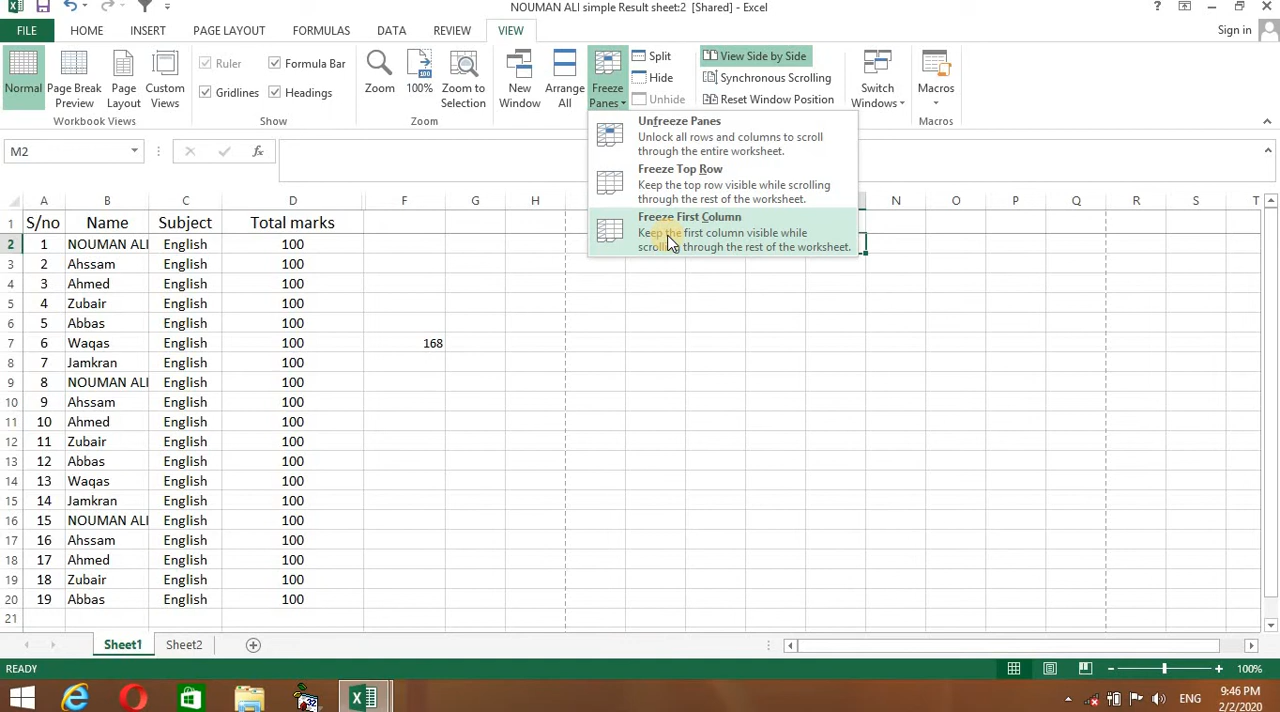 NOUMAN ALI simple Result sheet:2 [Shared] - Excel
FILE HOME INSERT PAGE LAYOUT FORMULAS DATA REVIEW VIEW Sign in
Normal
Page Break Preview
Page Layout
Custom Views
Workbook Views
Ruler
Formula Bar
Gridlines
Headings
Show
Zoom
100%
Zoom to Selection
Zoom
New Window
Arrange All
Freeze Panes
Split
Hide
Unhide
View Side by Side
Synchronous Scrolling
Reset Window Position
Switch Windows
Macros
Macros
Unfreeze Panes
Unlock all rows and columns to scroll
through the entire worksheet.
Freeze Top Row
Keep the top row visible while scrolling
through the rest of the worksheet.
Freeze First Column
Keep the first column visible while
scrolling through the rest of the worksheet.
M2
A B C D F G H N O P Q R S T
1 S/no Name Subject Total marks
2 1 NOUMAN ALI English 100
3 2 Ahssam English 100
4 3 Ahmed English 100
5 4 Zubair English 100
6 5 Abbas English 100
7 6 Waqas English 100 168
8 7 Jamkran English 100
9 8 NOUMAN ALI English 100
10 9 Ahssam English 100
11 10 Ahmed English 100
12 11 Zubair English 100
13 12 Abbas English 100
14 13 Waqas English 100
15 14 Jamkran English 100
16 15 NOUMAN ALI English 100
17 16 Ahssam English 100
18 17 Ahmed English 100
19 18 Zubair English 100
20 19 Abbas English 100
21
Sheet1 Sheet2
READY 100%
ENG
9:46 PM
2/2/2020